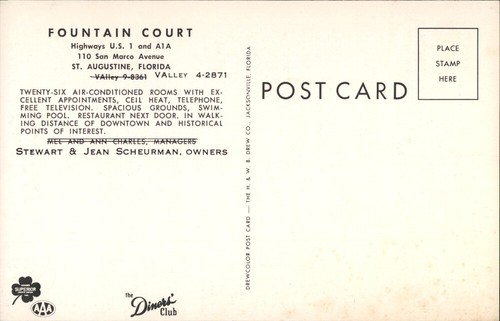 FOUNTAIN COURT
Highways U.S. 1 and A1A
110 San Marco Avenue
ST. AUGUSTINE, FLORIDA
VAlley 9-8361 VALLEY 4-2871
TWENTY-SIX AIR-CONDITIONED ROOMS WITH EX-
CELLENT APPOINTMENTS, CEIL HEAT, TELEPHONE,
FREE TELEVISION. SPACIOUS GROUNDS, SWIM-
MING POOL. RESTAURANT NEXT DOOR. IN WALK-
ING DISTANCE OF DOWNTOWN AND HISTORICAL
POINTS OF INTEREST.
MEL AND ANN CHARLES, MANAGERS
STEWART & JEAN SCHEURMAN, OWNERS
SUPERIOR
AAA
the Diners' Club
DREWCOLOR POST CARD — THE H. & W. B. DREW CO., JACKSONVILLE, FLORIDA
POST CARD
PLACE
STAMP
HERE